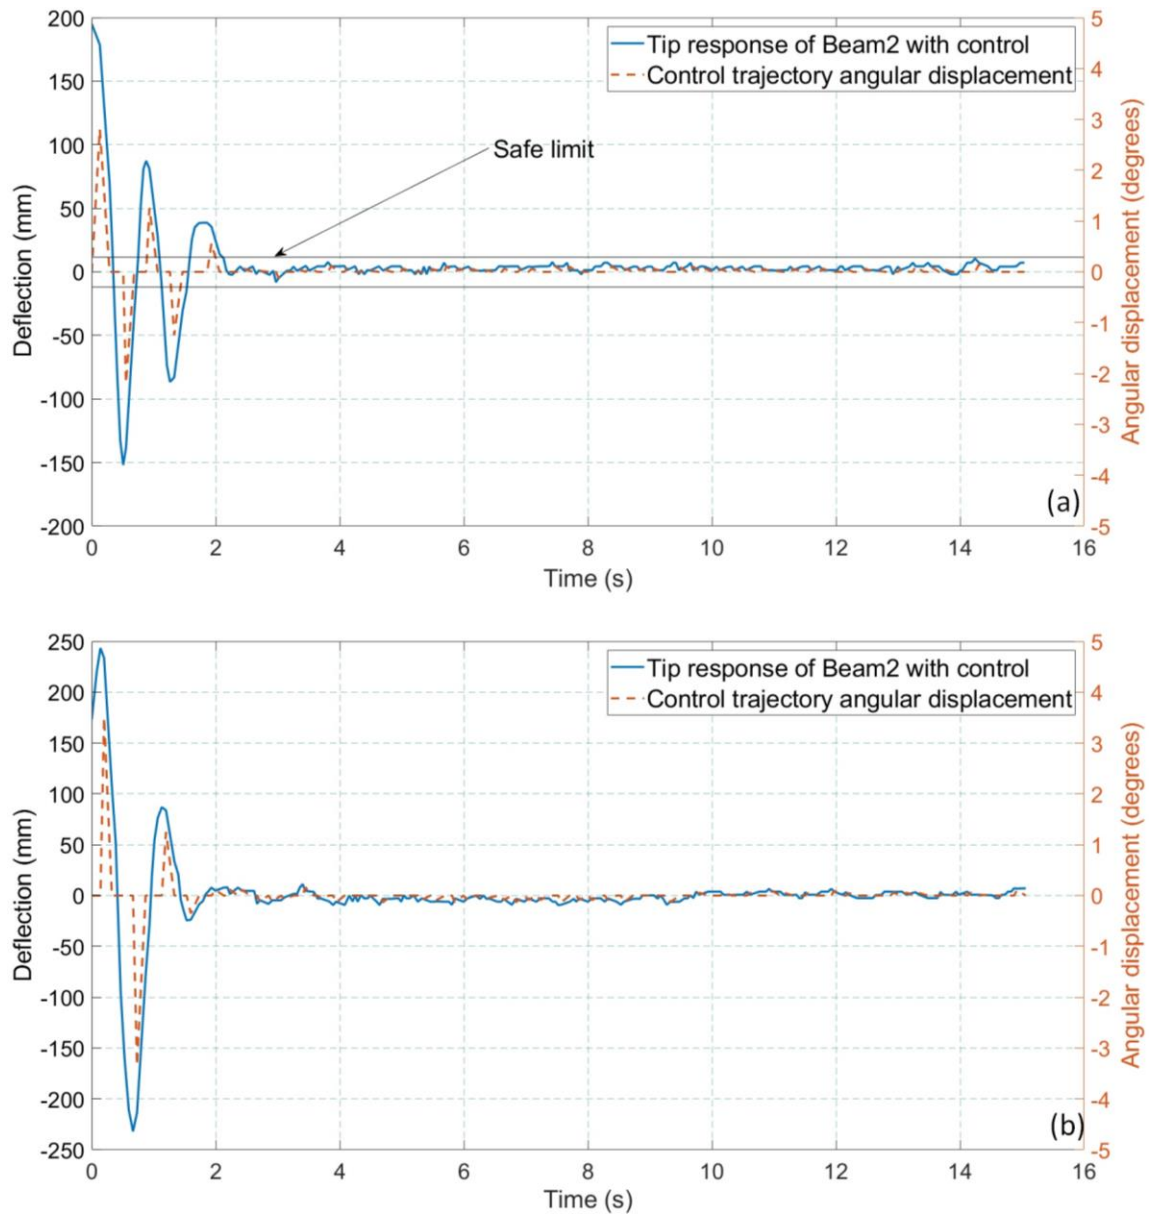 200
150
100
50
0
-50
-100
-150
-200
Deflection (mm)
Tip response of Beam2 with control
Control trajectory angular displacement
Safe limit
5
4
3
2
1
0
-1
-2
-3
-4
-5
Angular displacement (degrees)
(a)
0 2 4 6 8 10 12 14 16
Time (s)
250
200
150
100
50
0
-50
-100
-150
-200
-250
Deflection (mm)
Tip response of Beam2 with control
Control trajectory angular displacement
5
4
3
2
1
0
-1
-2
-3
-4
-5
Angular displacement (degrees)
(b)
0 2 4 6 8 10 12 14 16
Time (s)